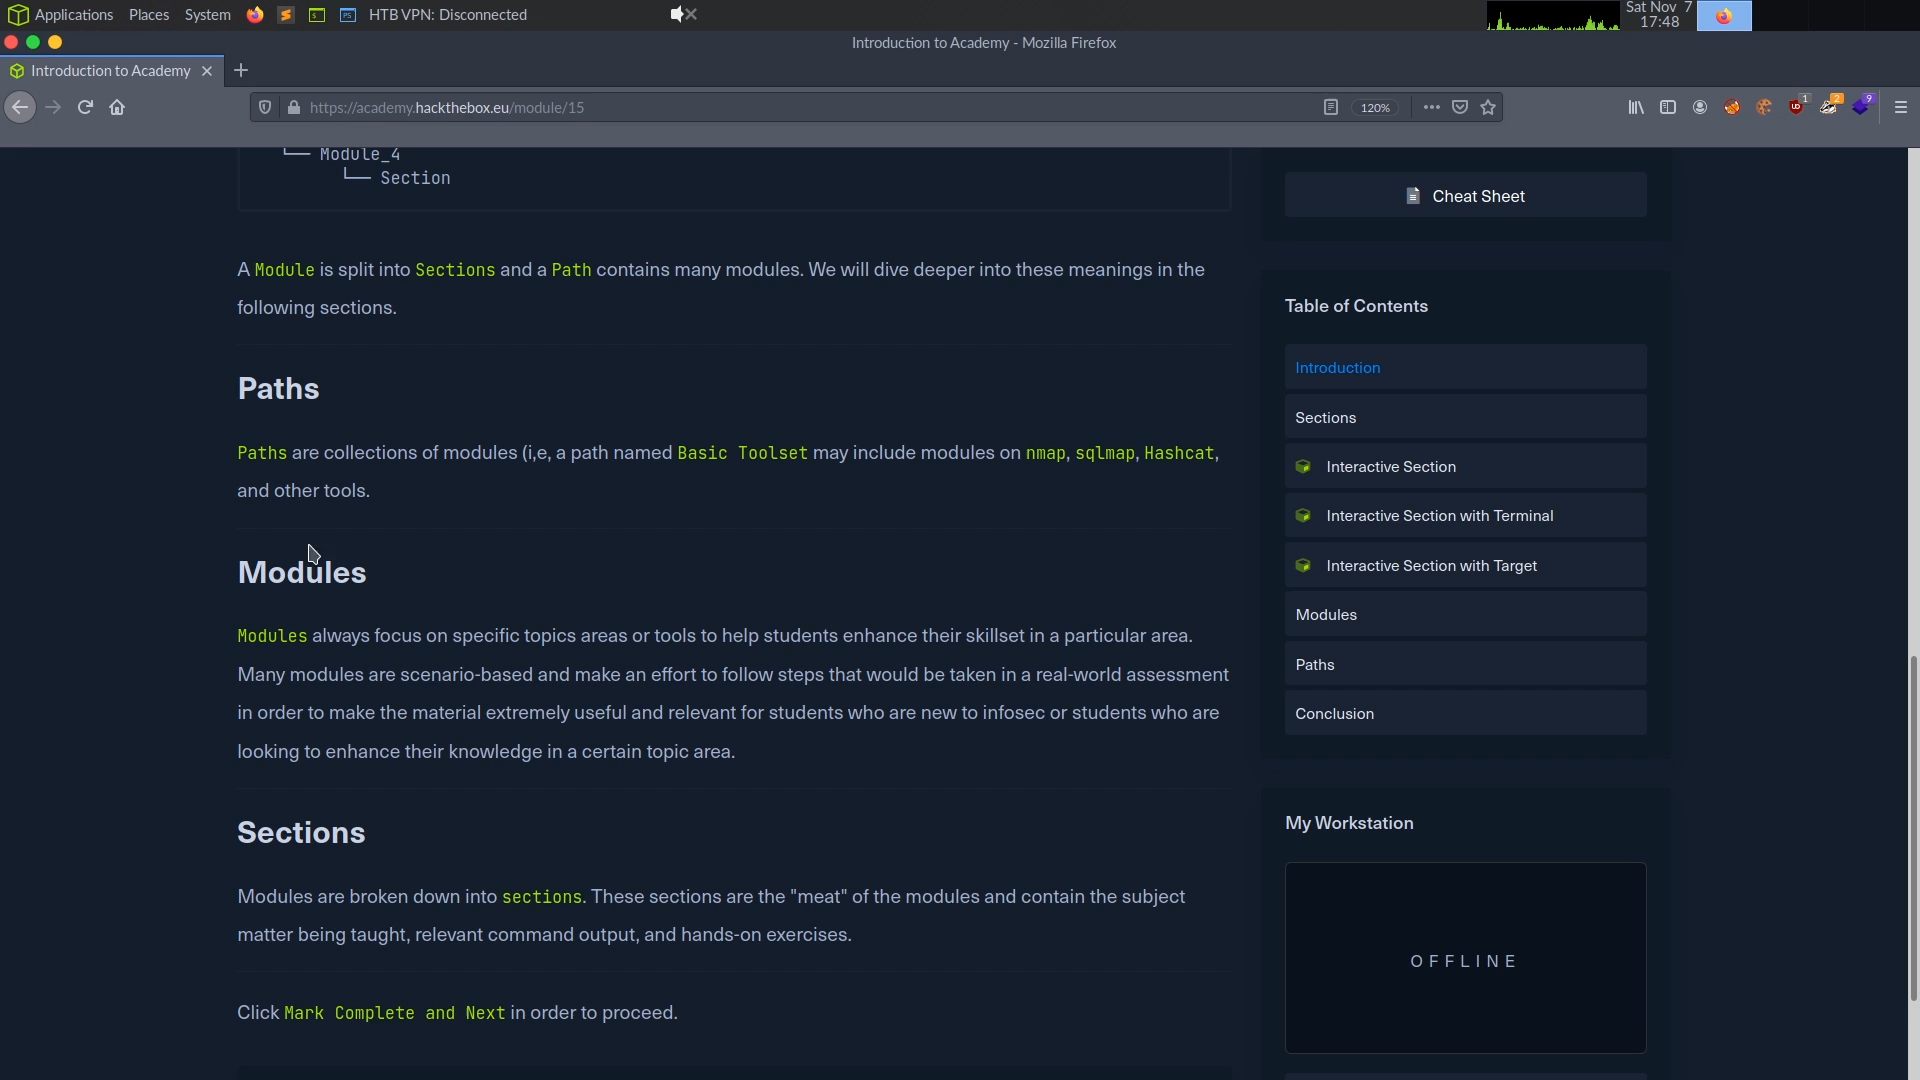 Applications Places System HTB VPN: Disconnected Sat Nov 7
17:48
Introduction to Academy - Mozilla Firefox
Introduction to Academy
https://academy.hackthebox.eu/module/15 120% 1 2 9
└── Module_4
└── Section
A Module is split into Sections and a Path contains many modules. We will dive deeper into these meanings in the
following sections.
Paths
Paths are collections of modules (i,e, a path named Basic Toolset may include modules on nmap, sqlmap, Hashcat,
and other tools.
Modules
Modules always focus on specific topics areas or tools to help students enhance their skillset in a particular area.
Many modules are scenario-based and make an effort to follow steps that would be taken in a real-world assessment
in order to make the material extremely useful and relevant for students who are new to infosec or students who are
looking to enhance their knowledge in a certain topic area.
Sections
Modules are broken down into sections. These sections are the "meat" of the modules and contain the subject
matter being taught, relevant command output, and hands-on exercises.
Click Mark Complete and Next in order to proceed.
Cheat Sheet
Table of Contents
Introduction
Sections
Interactive Section
Interactive Section with Terminal
Interactive Section with Target
Modules
Paths
Conclusion
My Workstation
OFFLINE